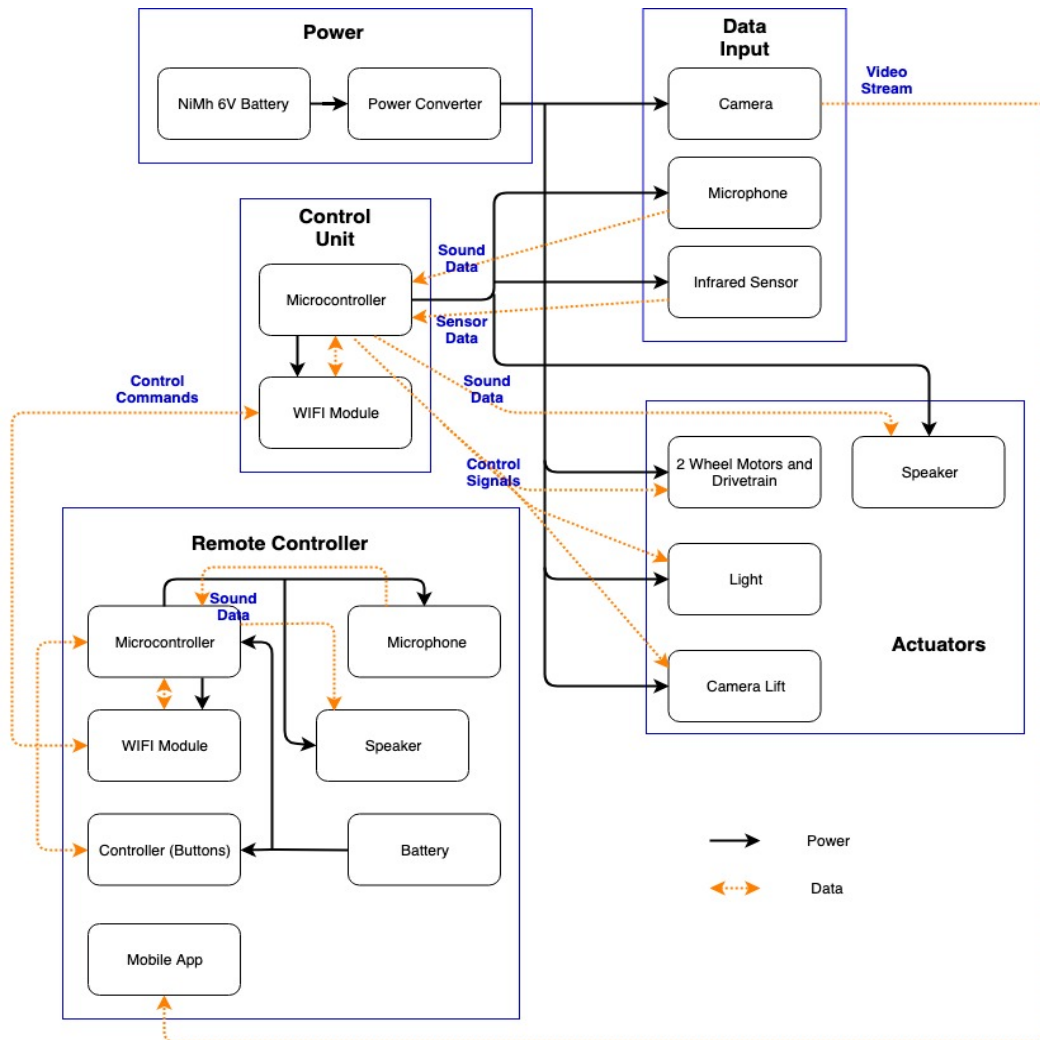 Power
NiMh 6V Battery
Power Converter
Data
Input
Camera
Video
Stream
Microphone
Infrared Sensor
Control
Unit
Microcontroller
WIFI Module
Sound
Data
Sensor
Data
Control
Commands
Sound
Data
Control
Signals
2 Wheel Motors and
Drivetrain
Speaker
Light
Camera Lift
Actuators
Remote Controller
Sound
Data
Microcontroller
Microphone
WIFI Module
Speaker
Controller (Buttons)
Battery
Mobile App
Power
Data